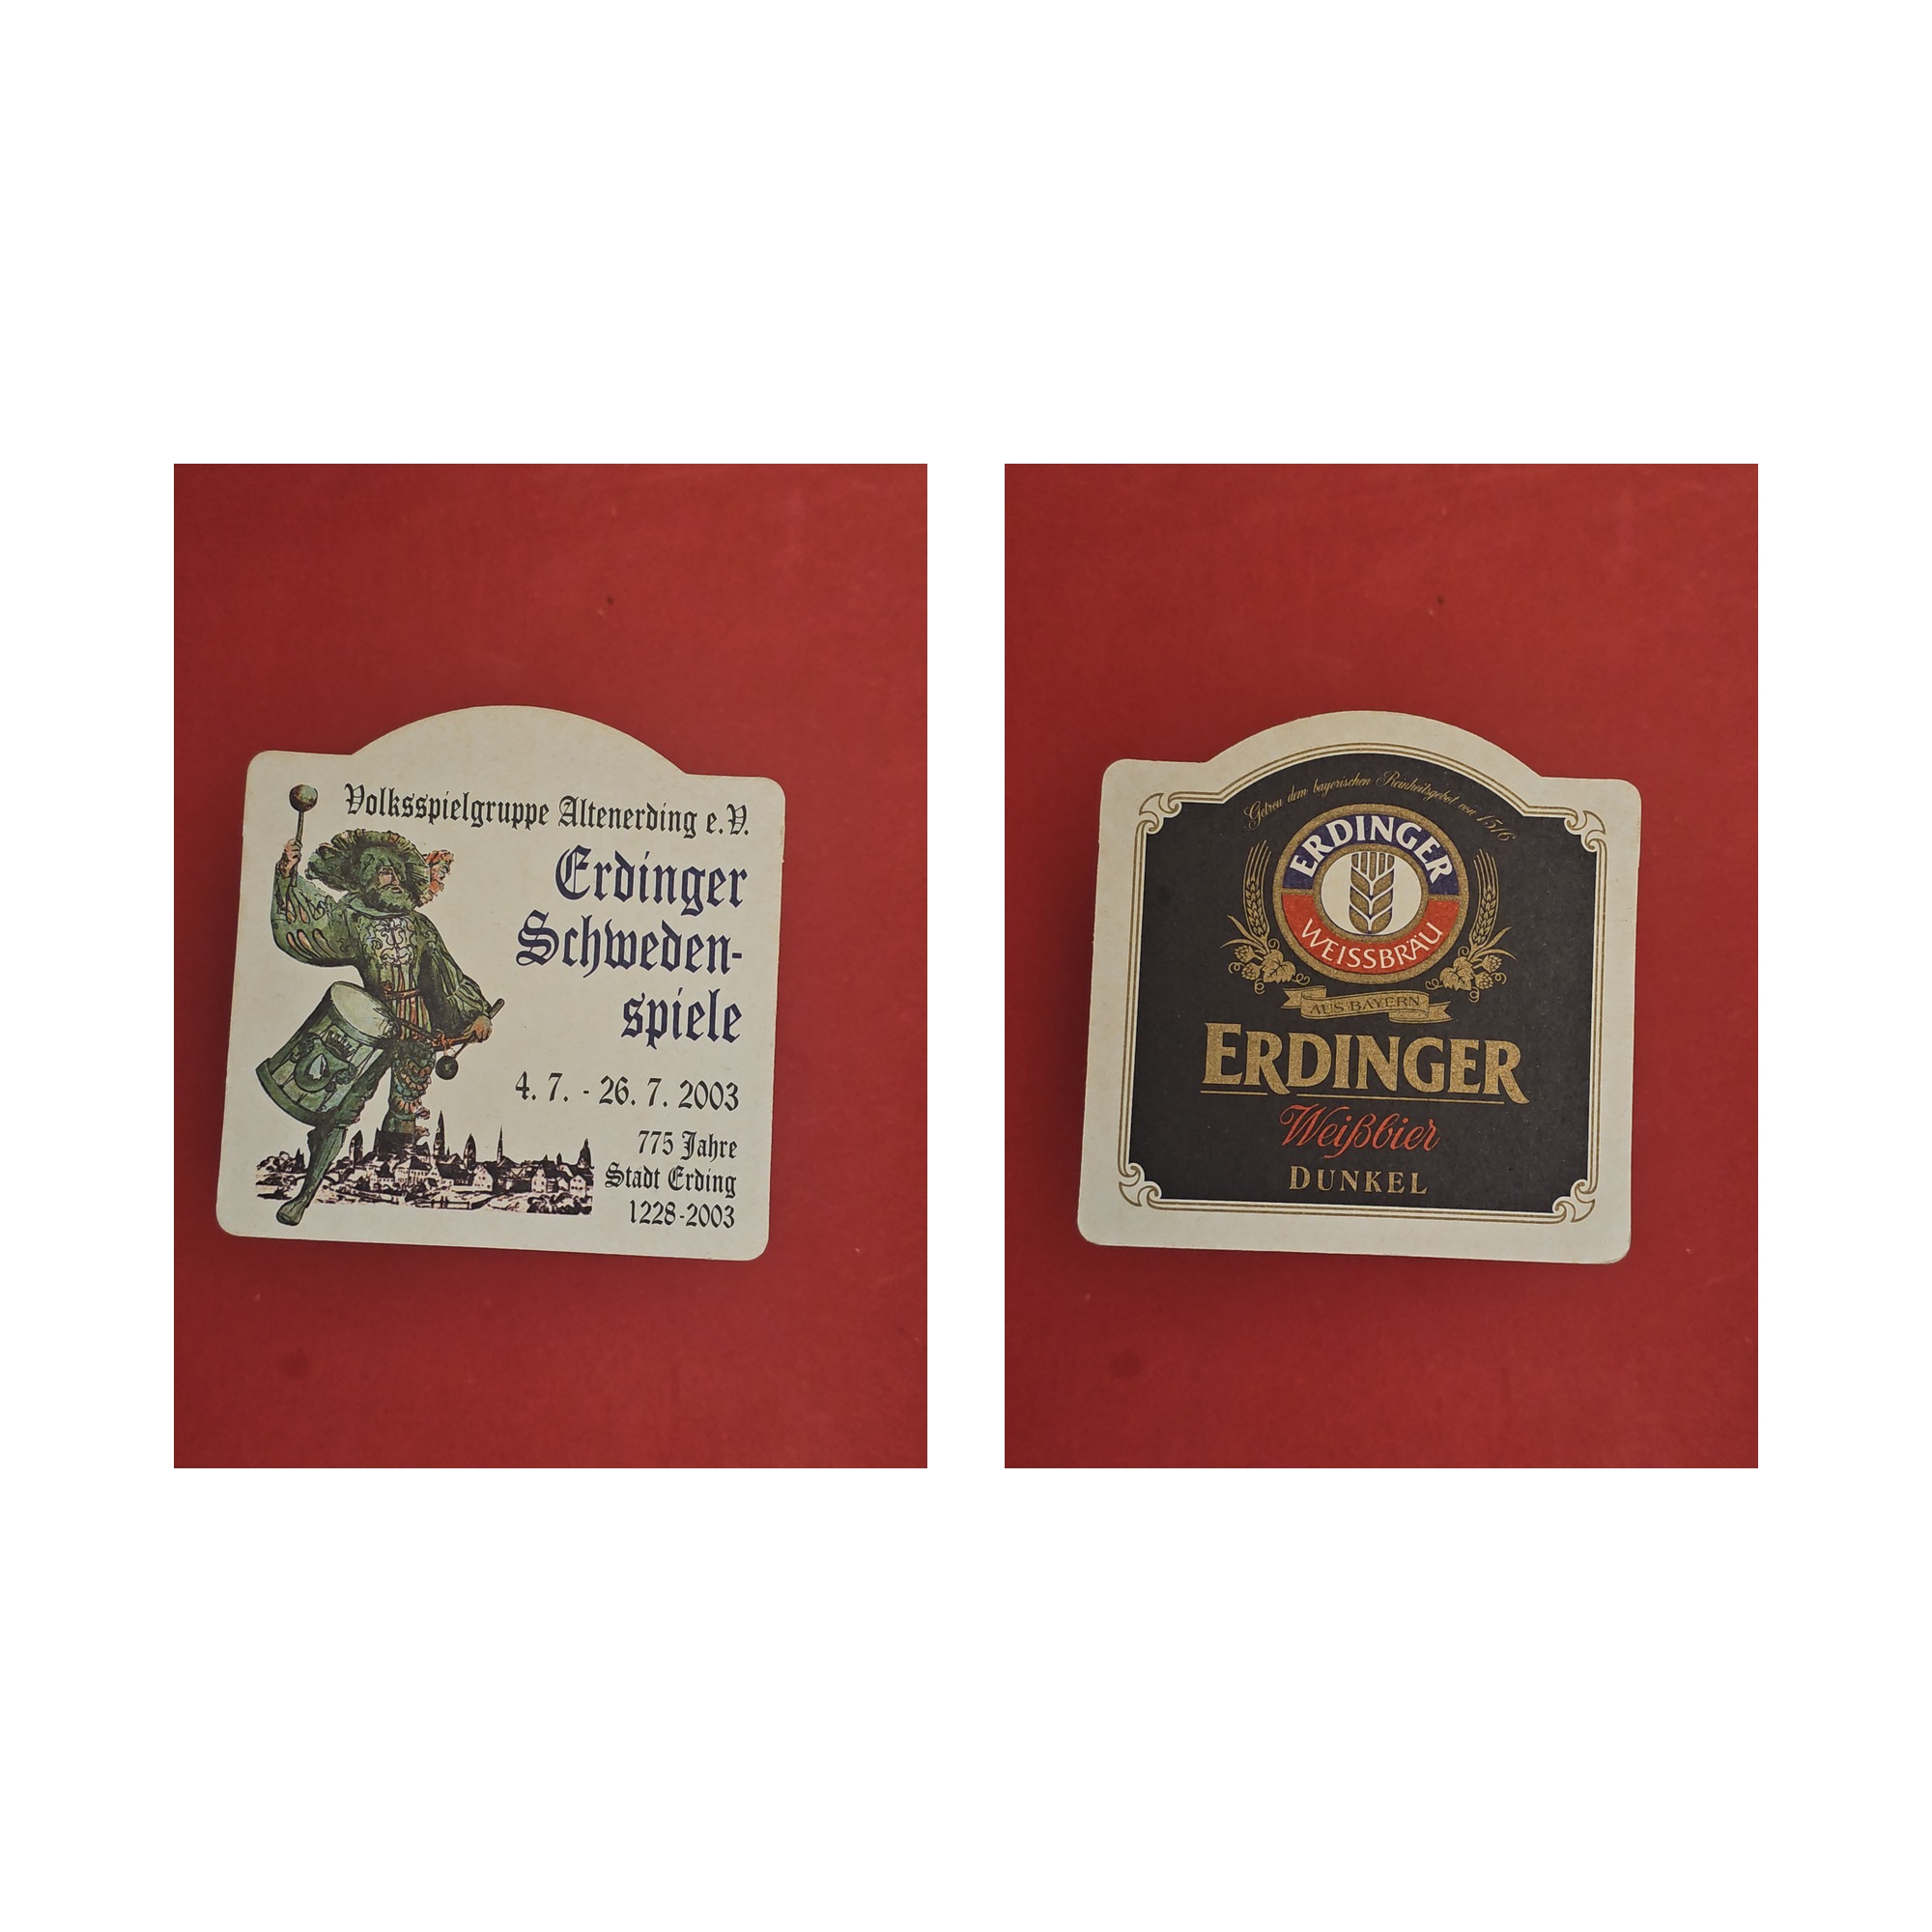 Volksspielgruppe Altenerding e.V.
Erdinger
Schweden-
spiele
4. 7. - 26. 7. 2003
775 Jahre
Stadt Erding
1228-2003
Getreu dem bayerischen Reinheitsgebot von 1516
ERDINGER
WEISSBRÄU
AUS BAYERN
ERDINGER
Weißbier
DUNKEL